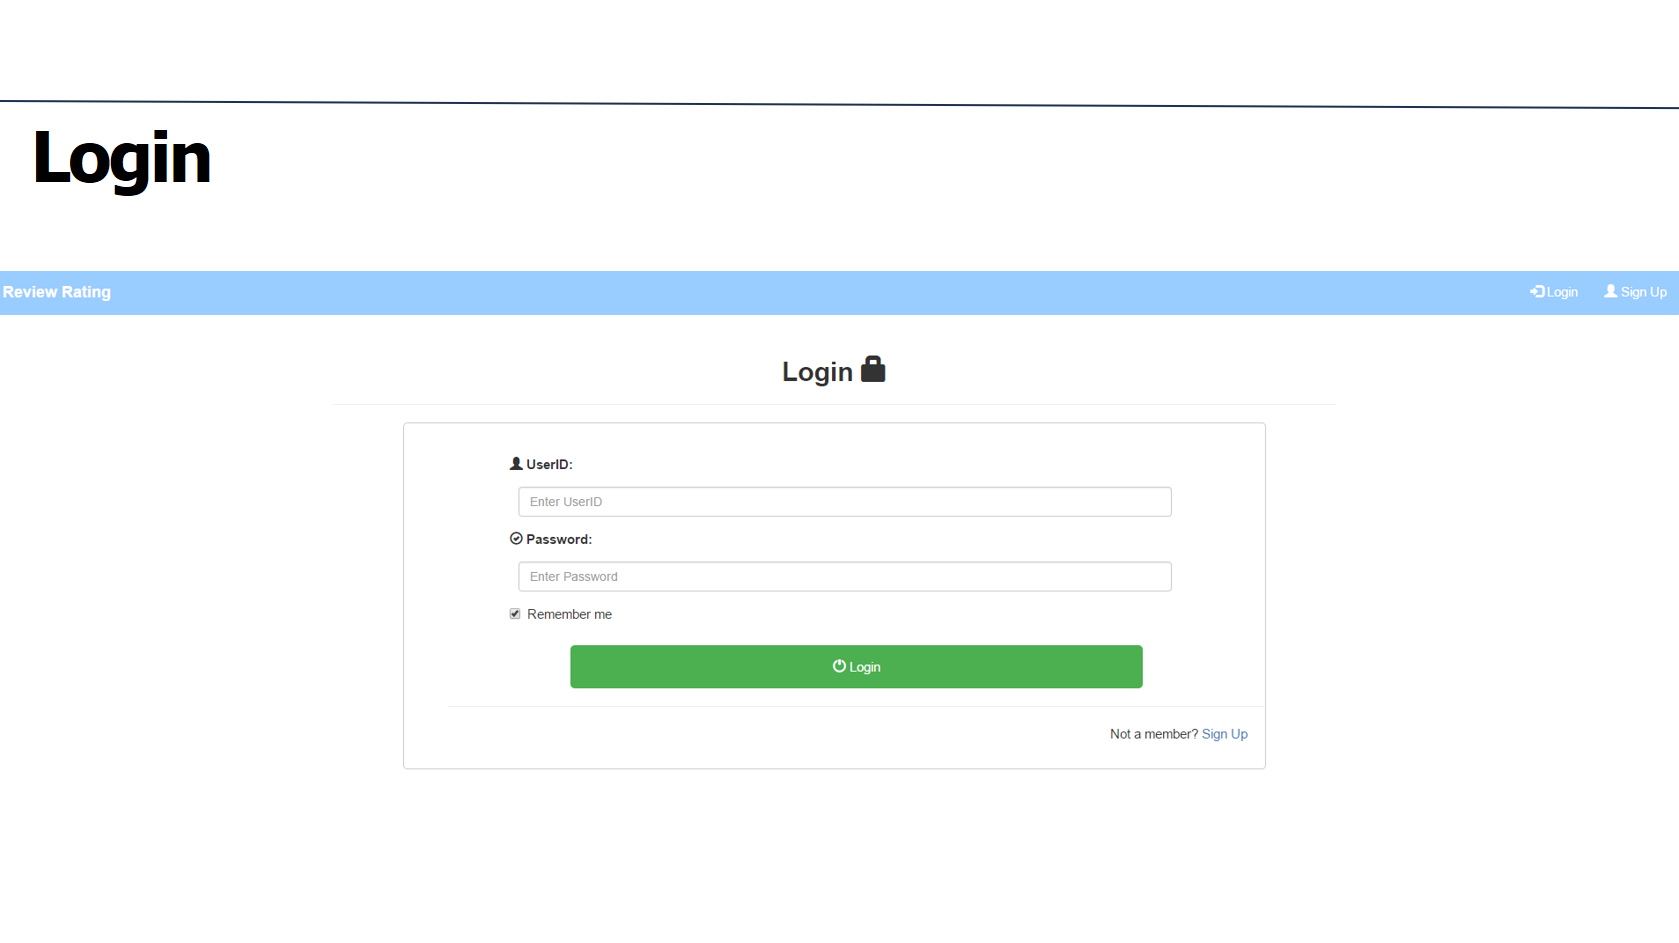 Login
Review Rating
Login
Sign Up
Login
UserID:
Enter UserID
Password:
Enter Password
Remember me
Login
Not a member? Sign Up